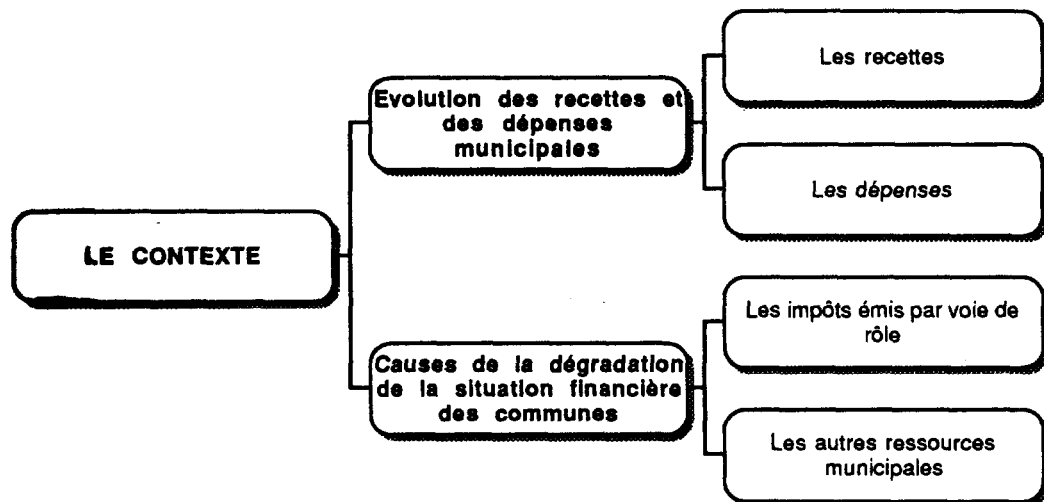 LE CONTEXTE
Evolution des recettes et
des dépenses
municipales
Les recettes
Les dépenses
Causes de la dégradation
de la situation financière
des communes
Les impôts émis par voie de
rôle
Les autres ressources
municipales